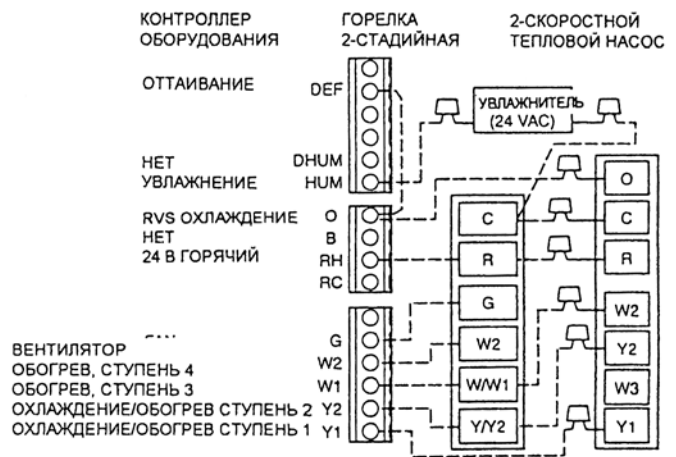 КОНТРОЛЛЕР ОБОРУДОВАНИЯ
ГОРЕЛКА 2-СТАДИЙНАЯ
2-СКОРОСТНОЙ ТЕПЛОВОЙ НАСОС
ОТТАИВАНИЕ DEF
УВЛАЖНИТЕЛЬ
(24 VAC)
НЕТ DHUM
УВЛАЖНЕНИЕ HUM
RVS ОХЛАЖДЕНИЕ O
НЕТ B
24 В ГОРЯЧИЙ RH
RC
G
ВЕНТИЛЯТОР
ОБОГРЕВ, СТУПЕНЬ 4 W2
ОБОГРЕВ, СТУПЕНЬ 3 W1
ОХЛАЖДЕНИЕ/ОБОГРЕВ СТУПЕНЬ 2 Y2
ОХЛАЖДЕНИЕ/ОБОГРЕВ СТУПЕНЬ 1 Y1
C
R
G
W2
W/W1
Y/Y2
O
C
R
W2
Y2
W3
Y1